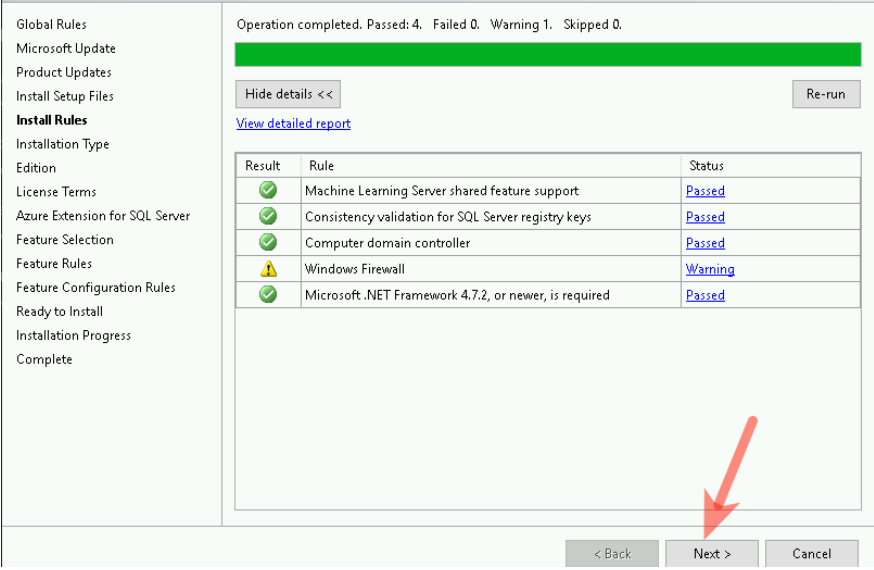 Global Rules
Microsoft Update
Product Updates
Install Setup Files
Install Rules
Installation Type
Edition
License Terms
Azure Extension for SQL Server
Feature Selection
Feature Rules
Feature Configuration Rules
Ready to Install
Installation Progress
Complete
Operation completed. Passed: 4. Failed 0. Warning 1. Skipped 0.
Hide details << Re-run
View detailed report
Result Rule Status
Machine Learning Server shared feature support Passed
Consistency validation for SQL Server registry keys Passed
Computer domain controller Passed
Windows Firewall Warning
Microsoft .NET Framework 4.7.2, or newer, is required Passed
< Back Next > Cancel